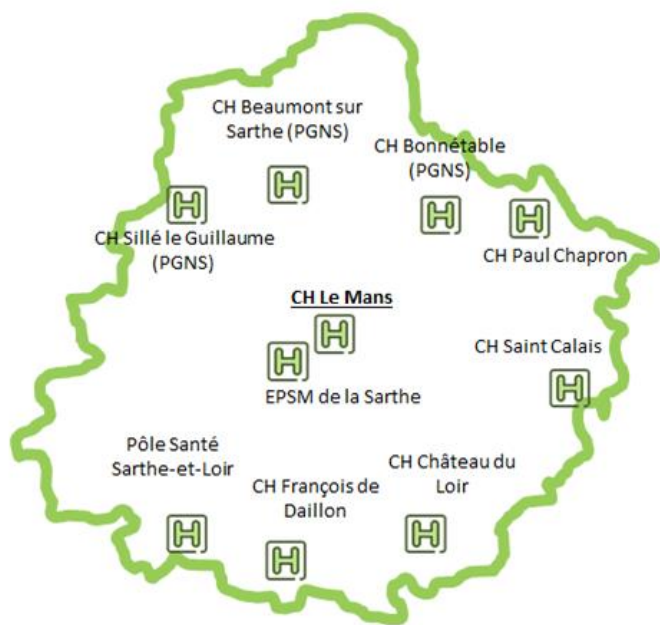 CH Beaumont sur
Sarthe (PGNS)
CH Bonnétable
(PGNS)
CH Sillé le Guillaume
(PGNS)
CH Paul Chapron
CH Le Mans
CH Saint Calais
EPSM de la Sarthe
Pôle Santé
Sarthe-et-Loir
CH François de
Daillon
CH Château du
Loir